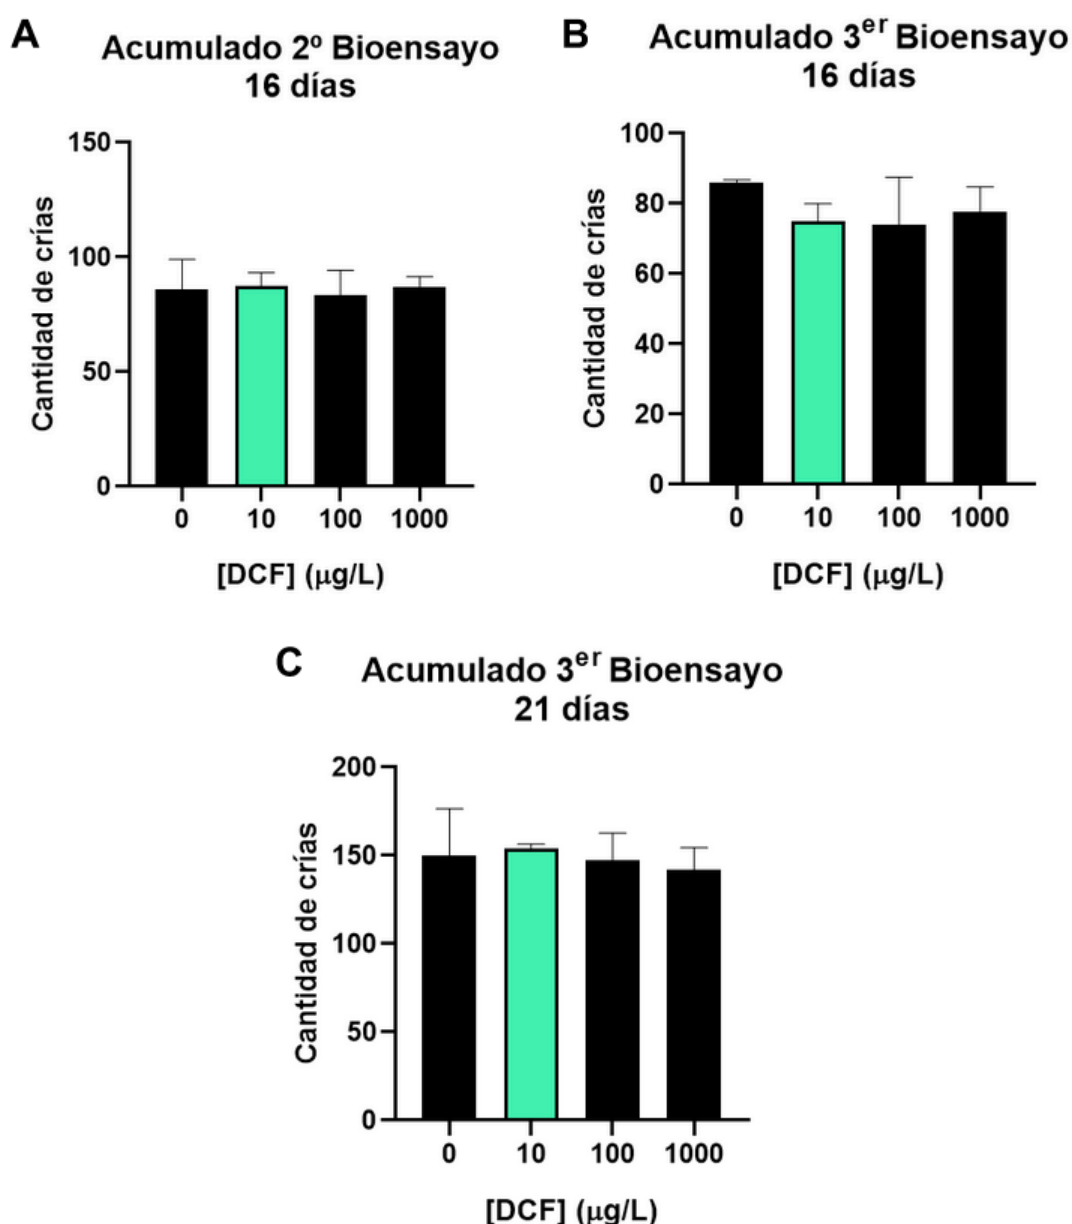 A
Acumulado 2º Bioensayo
16 días
Cantidad de crías
150
100
50
0
0 10 100 1000
[DCF] (µg/L)
B
Acumulado 3er Bioensayo
16 días
Cantidad de crías
100
80
60
40
20
0
0 10 100 1000
[DCF] (µg/L)
C
Acumulado 3er Bioensayo
21 días
Cantidad de crías
200
150
100
50
0
0 10 100 1000
[DCF] (µg/L)